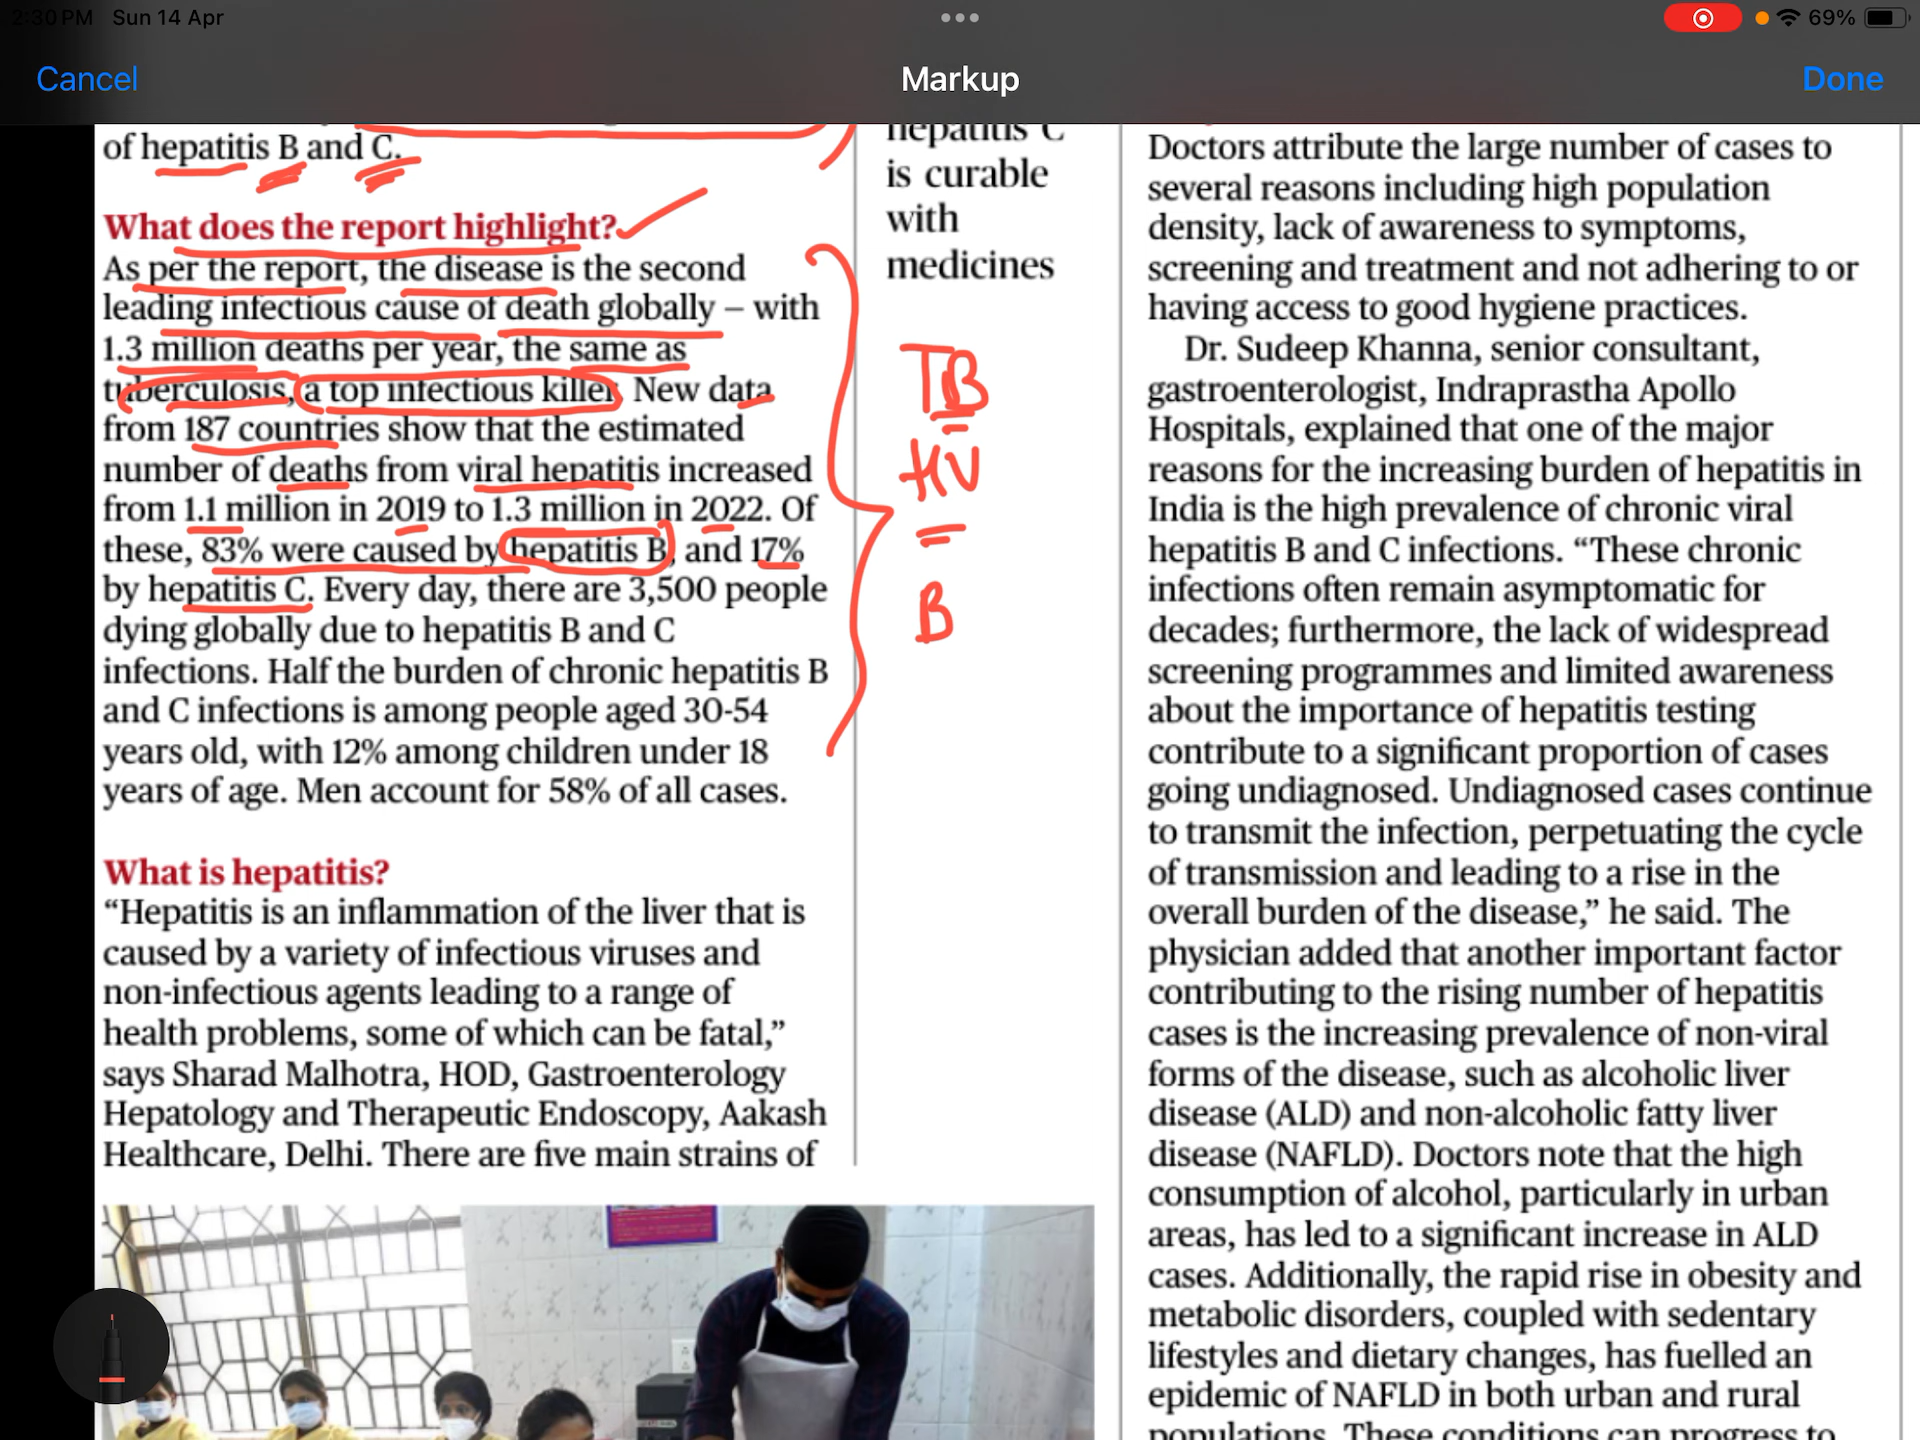 2:30 PM Sun 14 Apr
69%
Cancel
Markup
Done
of hepatitis B and C.
What does the report highlight?
As per the report, the disease is the second
leading infectious cause of death globally – with
1.3 million deaths per year, the same as
tuberculosis, a top infectious killer. New data
from 187 countries show that the estimated
number of deaths from viral hepatitis increased
from 1.1 million in 2019 to 1.3 million in 2022. Of
these, 83% were caused by hepatitis B, and 17%
by hepatitis C. Every day, there are 3,500 people
dying globally due to hepatitis B and C
infections. Half the burden of chronic hepatitis B
and C infections is among people aged 30-54
years old, with 12% among children under 18
years of age. Men account for 58% of all cases.
What is hepatitis?
“Hepatitis is an inflammation of the liver that is
caused by a variety of infectious viruses and
non-infectious agents leading to a range of
health problems, some of which can be fatal,”
says Sharad Malhotra, HOD, Gastroenterology
Hepatology and Therapeutic Endoscopy, Aakash
Healthcare, Delhi. There are five main strains of
hepatitis C
is curable
with
medicines
TB
HV
B
Doctors attribute the large number of cases to
several reasons including high population
density, lack of awareness to symptoms,
screening and treatment and not adhering to or
having access to good hygiene practices.
Dr. Sudeep Khanna, senior consultant,
gastroenterologist, Indraprastha Apollo
Hospitals, explained that one of the major
reasons for the increasing burden of hepatitis in
India is the high prevalence of chronic viral
hepatitis B and C infections. “These chronic
infections often remain asymptomatic for
decades; furthermore, the lack of widespread
screening programmes and limited awareness
about the importance of hepatitis testing
contribute to a significant proportion of cases
going undiagnosed. Undiagnosed cases continue
to transmit the infection, perpetuating the cycle
of transmission and leading to a rise in the
overall burden of the disease,” he said. The
physician added that another important factor
contributing to the rising number of hepatitis
cases is the increasing prevalence of non-viral
forms of the disease, such as alcoholic liver
disease (ALD) and non-alcoholic fatty liver
disease (NAFLD). Doctors note that the high
consumption of alcohol, particularly in urban
areas, has led to a significant increase in ALD
cases. Additionally, the rapid rise in obesity and
metabolic disorders, coupled with sedentary
lifestyles and dietary changes, has fuelled an
epidemic of NAFLD in both urban and rural
populations. These conditions can progress to